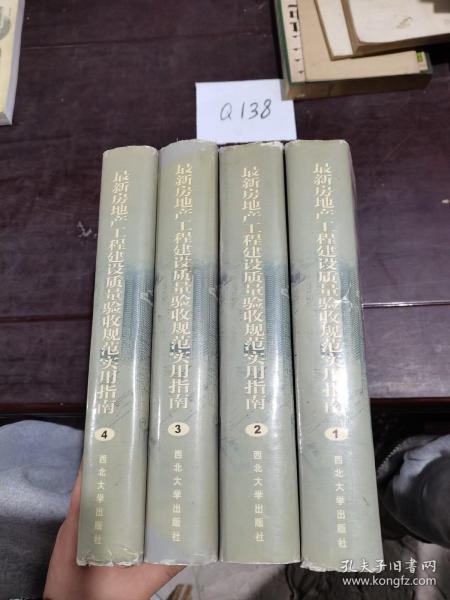 Q138
最新房地产工程建设质量验收规范实用指南
4
西北大学出版社
最新房地产工程建设质量验收规范实用指南
3
西北大学出版社
最新房地产工程建设质量验收规范实用指南
2
西北大学出版社
最新房地产工程建设质量验收规范实用指南
1
西北大学出版社
孔夫子旧书网
www.kongfz.com